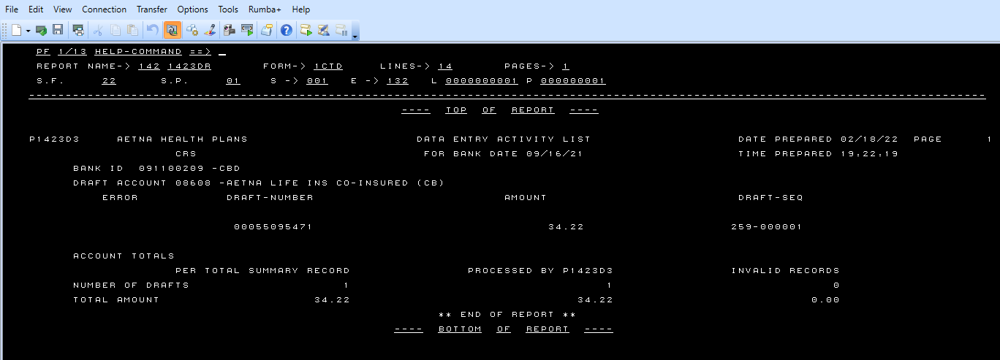 File Edit View Connection Transfer Options Tools Rumba+ Help
PF 1/13 HELP-COMMAND ==> _
REPORT NAME-> 142 1423DR FORM-> 1CTD LINES-> 14 PAGES-> 1
S.F. 22 S.P. 01 S -> 001 E -> 132 L 0000000001 P 000000001
---- TOP OF REPORT ----
P1423D3 AETNA HEALTH PLANS DATA ENTRY ACTIVITY LIST DATE PREPARED 02/18/22 PAGE 1
CRS FOR BANK DATE 09/16/21 TIME PREPARED 19:22:19
BANK ID 091100209 -CBD
DRAFT ACCOUNT 08608 -AETNA LIFE INS CO-INSURED (CB)
ERROR DRAFT-NUMBER AMOUNT DRAFT-SEQ
00055095471 34.22 259-000001
ACCOUNT TOTALS
PER TOTAL SUMMARY RECORD PROCESSED BY P1423D3 INVALID RECORDS
NUMBER OF DRAFTS 1 1 0
TOTAL AMOUNT 34.22 34.22 0.00
** END OF REPORT **
---- BOTTOM OF REPORT ----